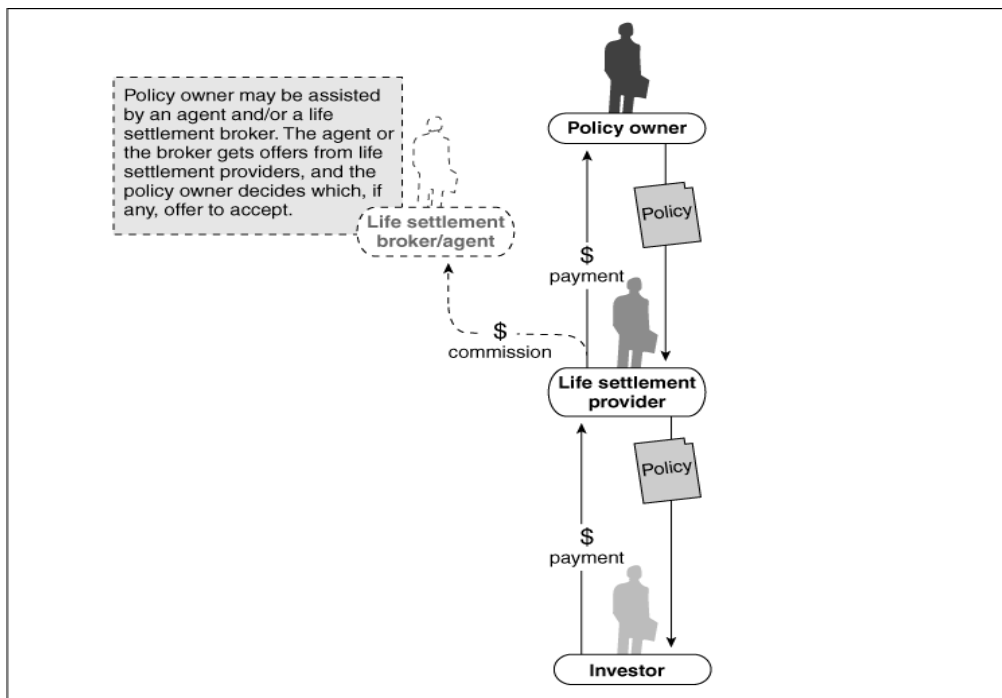 Policy owner may be assisted
by an agent and/or a life
settlement broker. The agent or
the broker gets offers from life
settlement providers, and the
policy owner decides which, if
any, offer to accept.
Policy owner
Policy
Life settlement
broker/agent
$
payment
$
commission
Life settlement
provider
Policy
$
payment
Investor